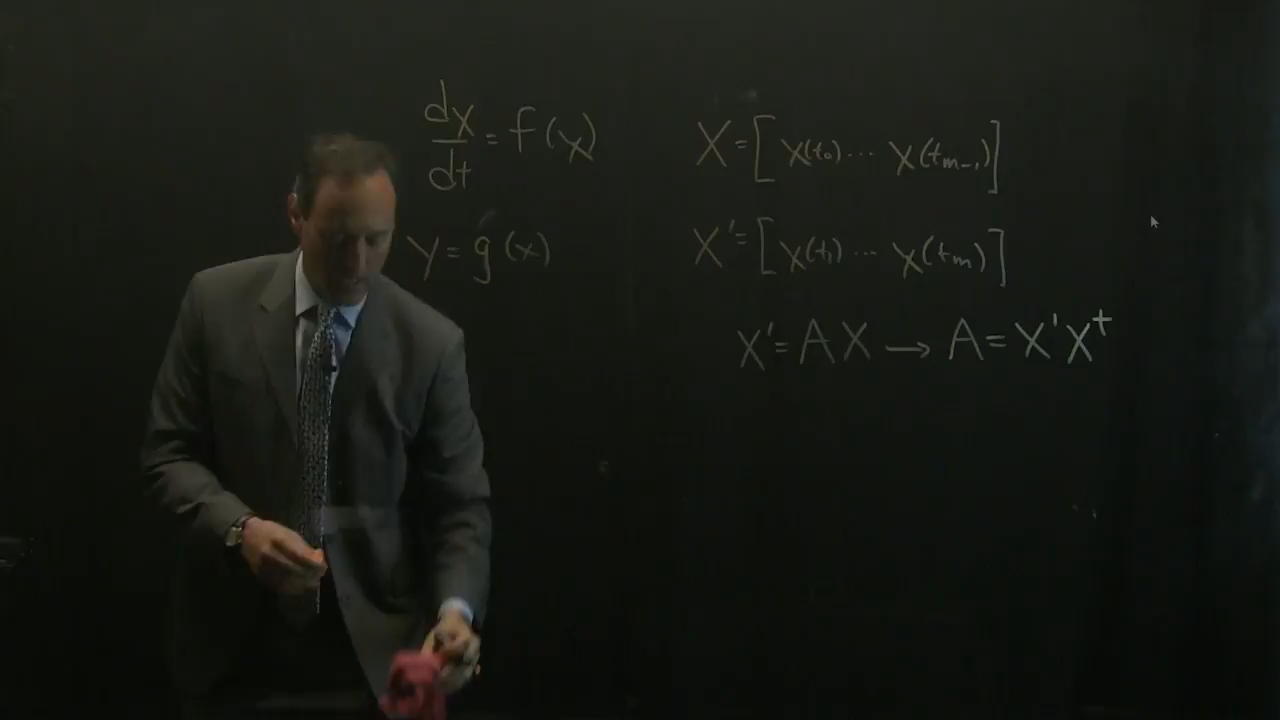 dx/dt = f(x)
y = g(x)
X = [ x(t₀) ⋯ x(tₘ₋₁) ]
X' = [ x(t₁) ⋯ x(tₘ) ]
X' = AX → A = X'X†